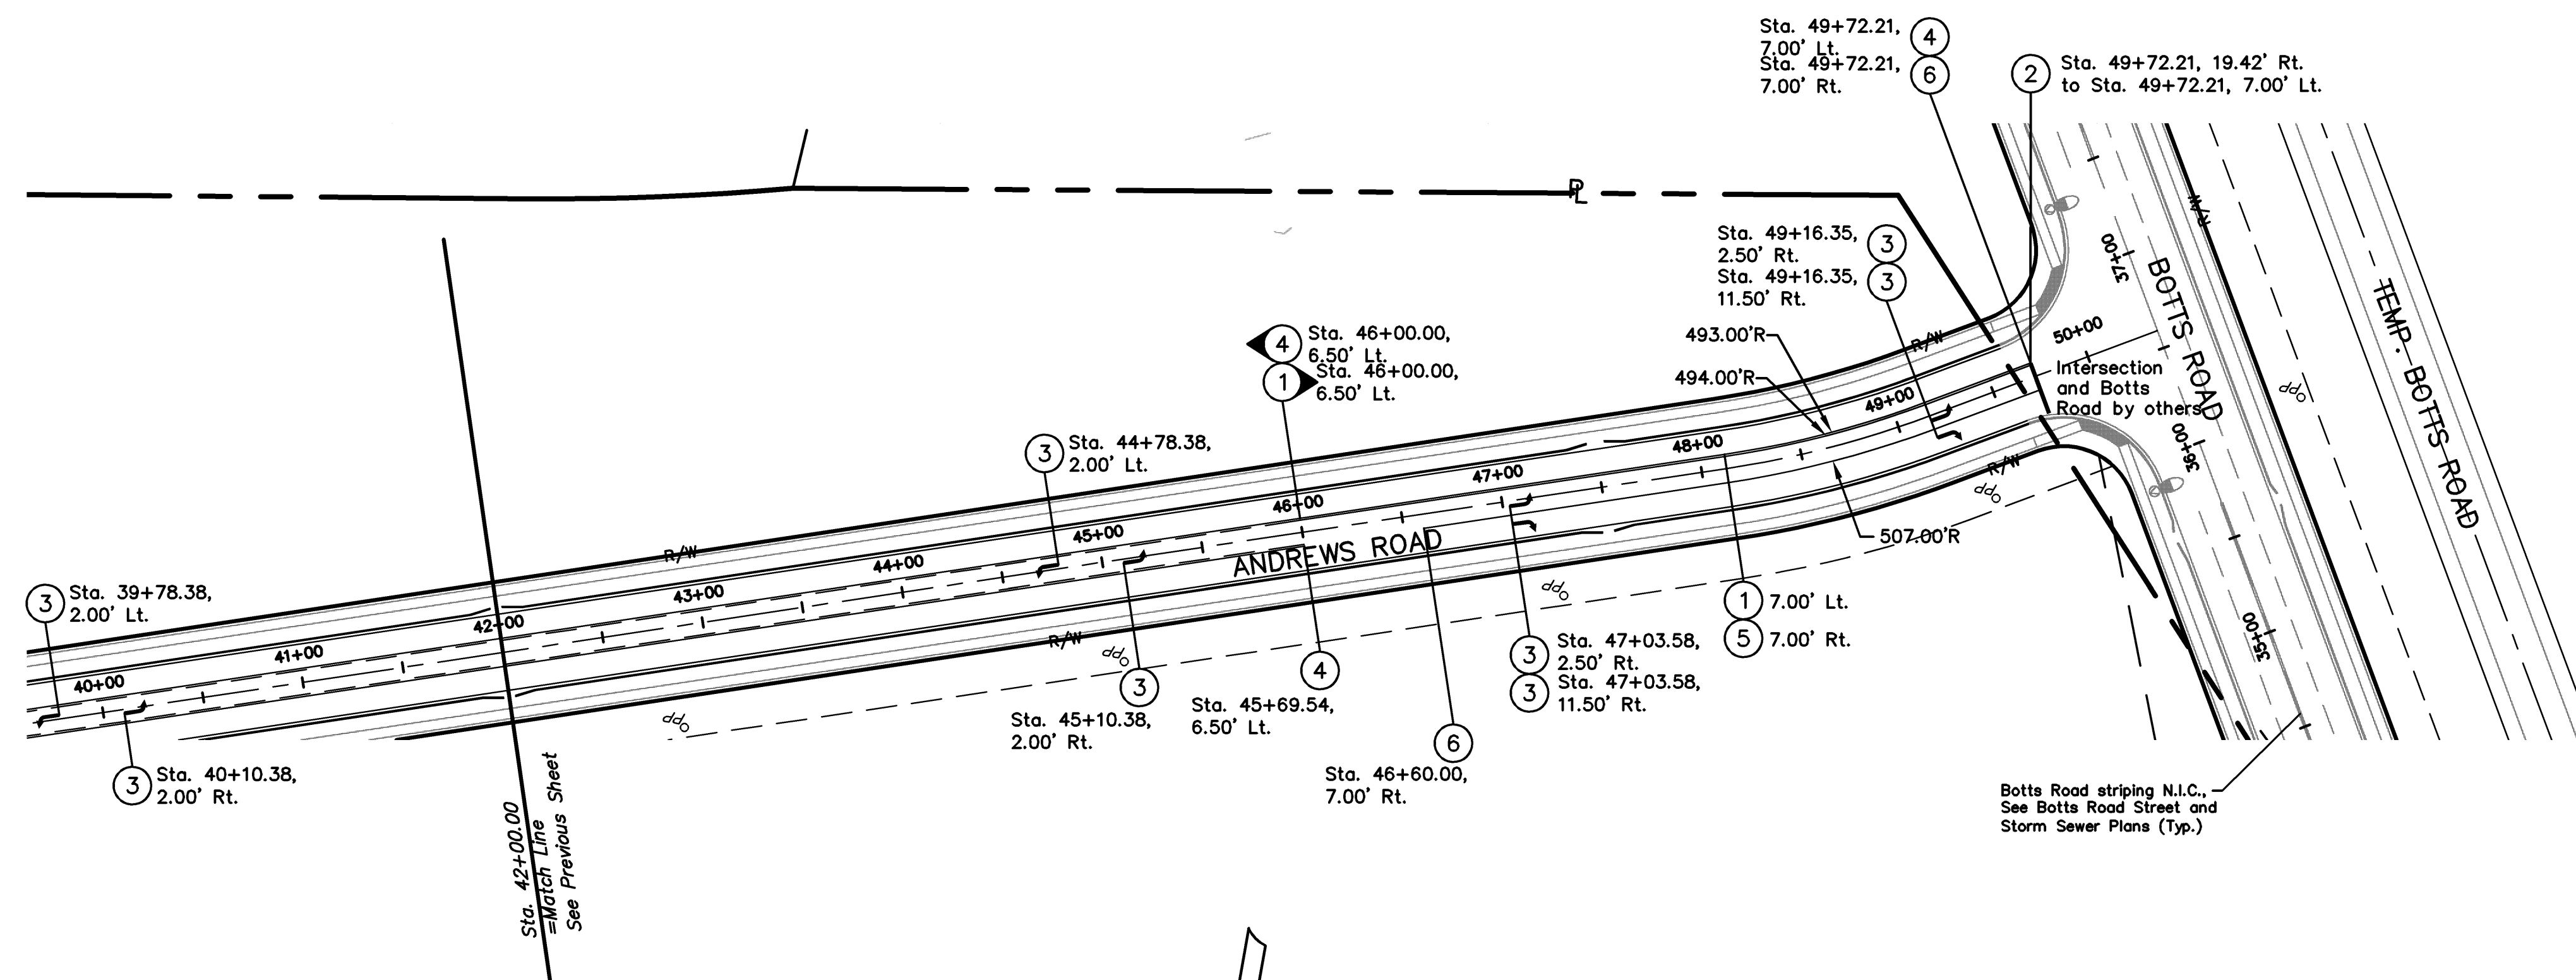 Sta. 49+72.21,
7.00' Lt.
4
Sta. 49+72.21,
7.00' Rt.
6
2
Sta. 49+72.21, 19.42' Rt.
to Sta. 49+72.21, 7.00' Lt.
PL
R/W
Sta. 49+16.35,
2.50' Rt.
3
Sta. 49+16.35,
11.50' Rt.
3
37+00
BOTTS ROAD
TEMP. BOTTS ROAD
4
Sta. 46+00.00,
6.50' Lt.
1
Sta. 46+00.00,
6.50' Lt.
493.00'R
494.00'R
R/W
50+00
Intersection
and Botts
Road by others
OPP
3
Sta. 44+78.38,
2.00' Lt.
49+00
48+00
47+00
46+00
45+00
44+00
43+00
42+00
41+00
40+00
36+00
R/W
OPP
507.00'R
ANDREWS ROAD
R/W
3
Sta. 39+78.38,
2.00' Lt.
OPP
1
7.00' Lt.
5
7.00' Rt.
35+00
R/W
OPP
3
Sta. 47+03.58,
2.50' Rt.
3
Sta. 47+03.58,
11.50' Rt.
4
Sta. 45+69.54,
6.50' Lt.
3
Sta. 45+10.38,
2.00' Rt.
OPP
6
Sta. 46+60.00,
7.00' Rt.
3
Sta. 40+10.38,
2.00' Rt.
Sta. 42+00.00
=Match Line
See Previous Sheet
Botts Road striping N.I.C.,
See Botts Road Street and
Storm Sewer Plans (Typ.)